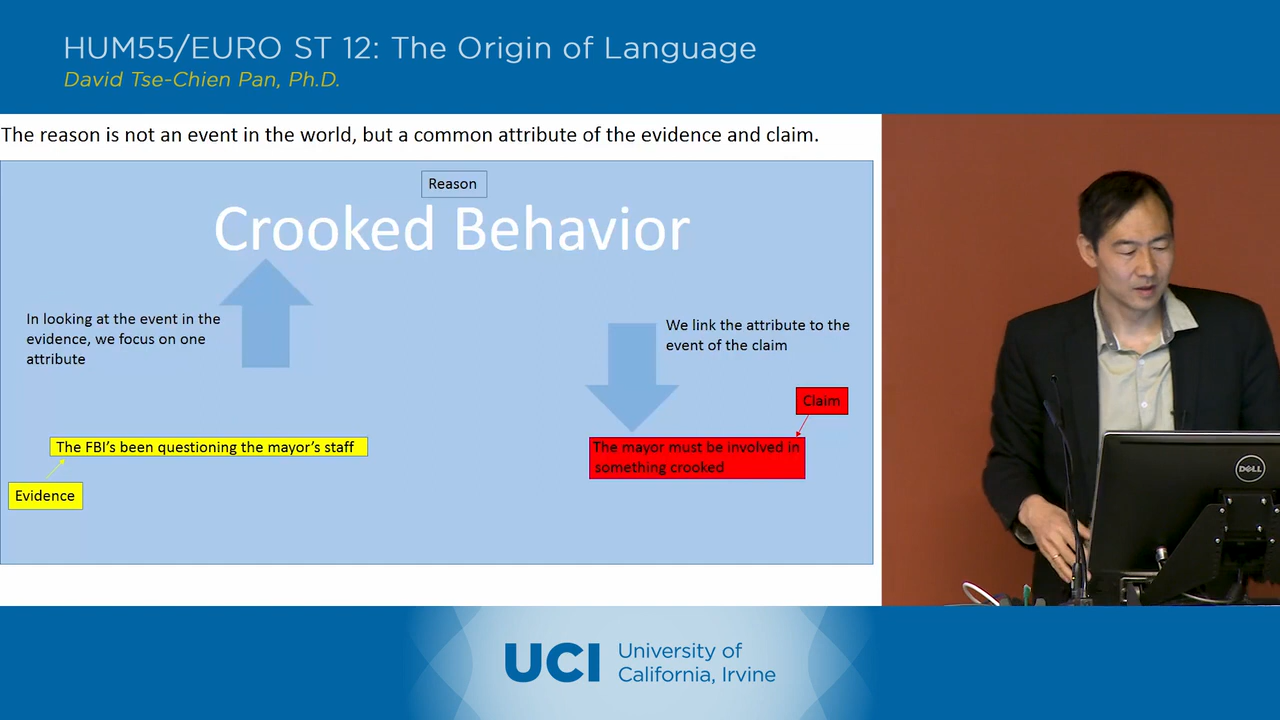 HUM55/EURO ST 12: The Origin of Language
David Tse-Chien Pan, Ph.D.
The reason is not an event in the world, but a common attribute of the evidence and claim.
Reason
Crooked Behavior
In looking at the event in the
evidence, we focus on one
attribute
We link the attribute to the
event of the claim
Claim
The FBI's been questioning the mayor's staff
The mayor must be involved in
something crooked
Evidence
DELL
UCI
University of
California, Irvine